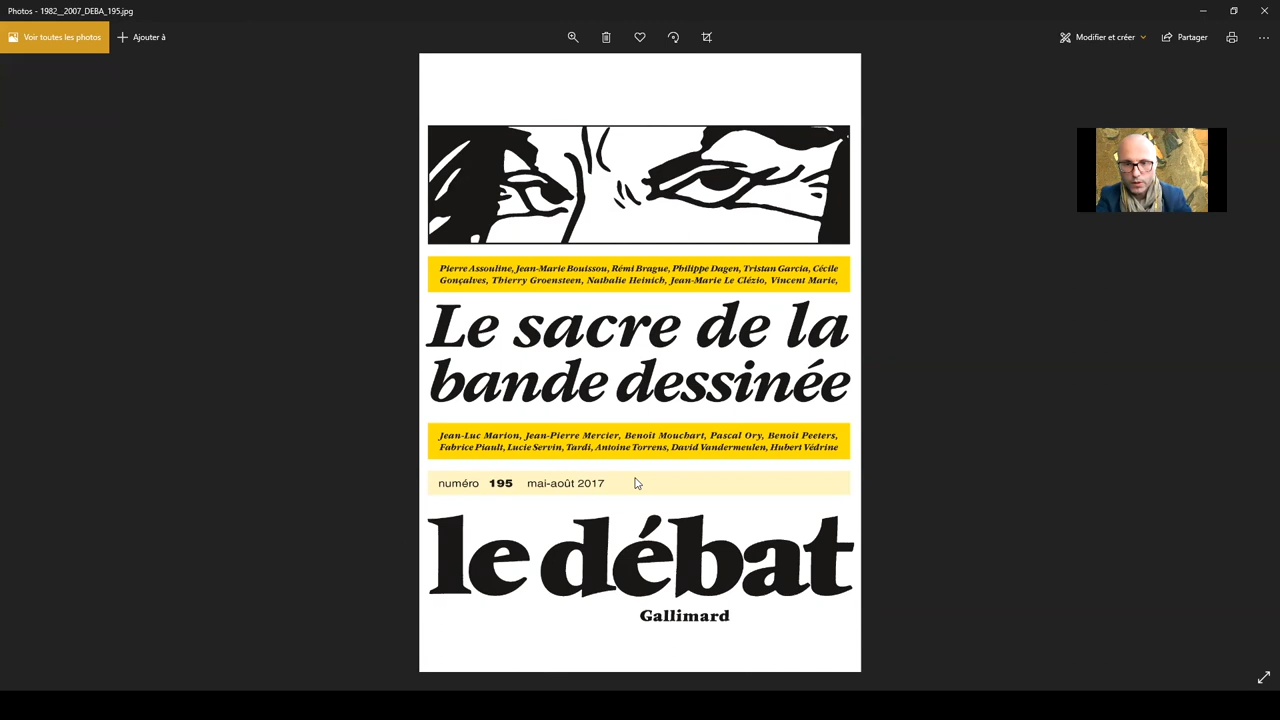 Photos - 1982__2007_DEBA_195.jpg
Voir toutes les photos
Ajouter à
Modifier et créer
Partager
Pierre Assouline, Jean-Marie Bouissou, Rémi Brague, Philippe Dagen, Tristan Garcia, Cécile
Gonçalves, Thierry Groensteen, Nathalie Heinich, Jean-Marie Le Clézio, Vincent Marie,
Le sacre de la
bande dessinée
Jean-Luc Marion, Jean-Pierre Mercier, Benoît Mouchart, Pascal Ory, Benoît Peeters,
Fabrice Piault, Lucie Servin, Tardi, Antoine Torrens, David Vandermeulen, Hubert Védrine
numéro 195 mai-août 2017
le débat
Gallimard